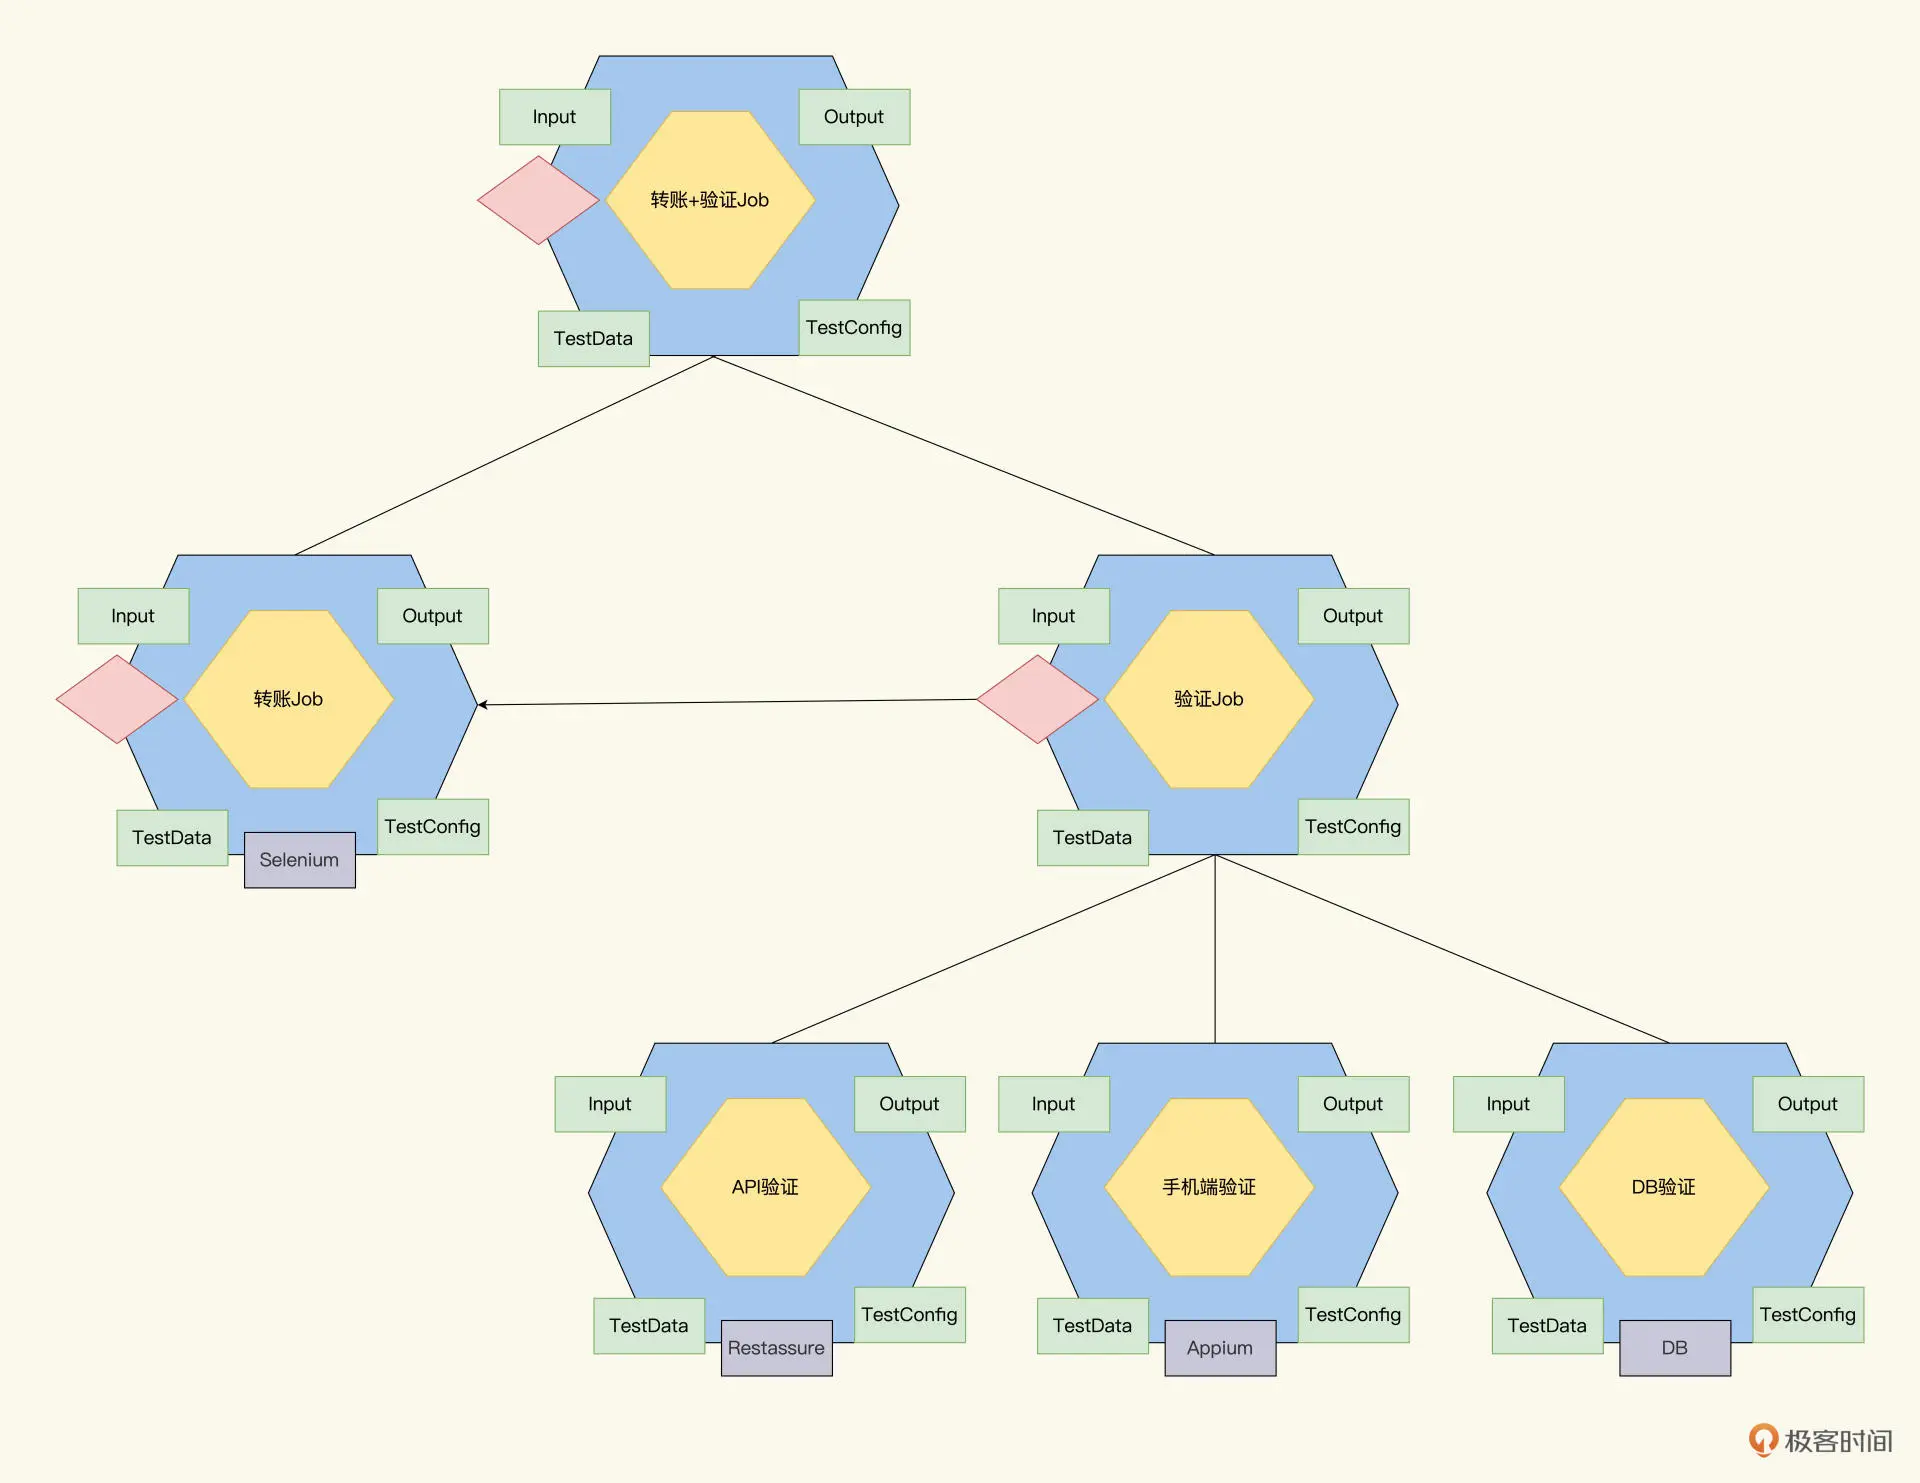 Input
Output
转账+验证Job
TestData
TestConfig
Input
Output
转账Job
TestData
TestConfig
Selenium
Input
Output
验证Job
TestData
TestConfig
Input
Output
API验证
TestData
TestConfig
Restassure
Input
Output
手机端验证
TestData
TestConfig
Appium
Input
Output
DB验证
TestData
TestConfig
DB
极客时间